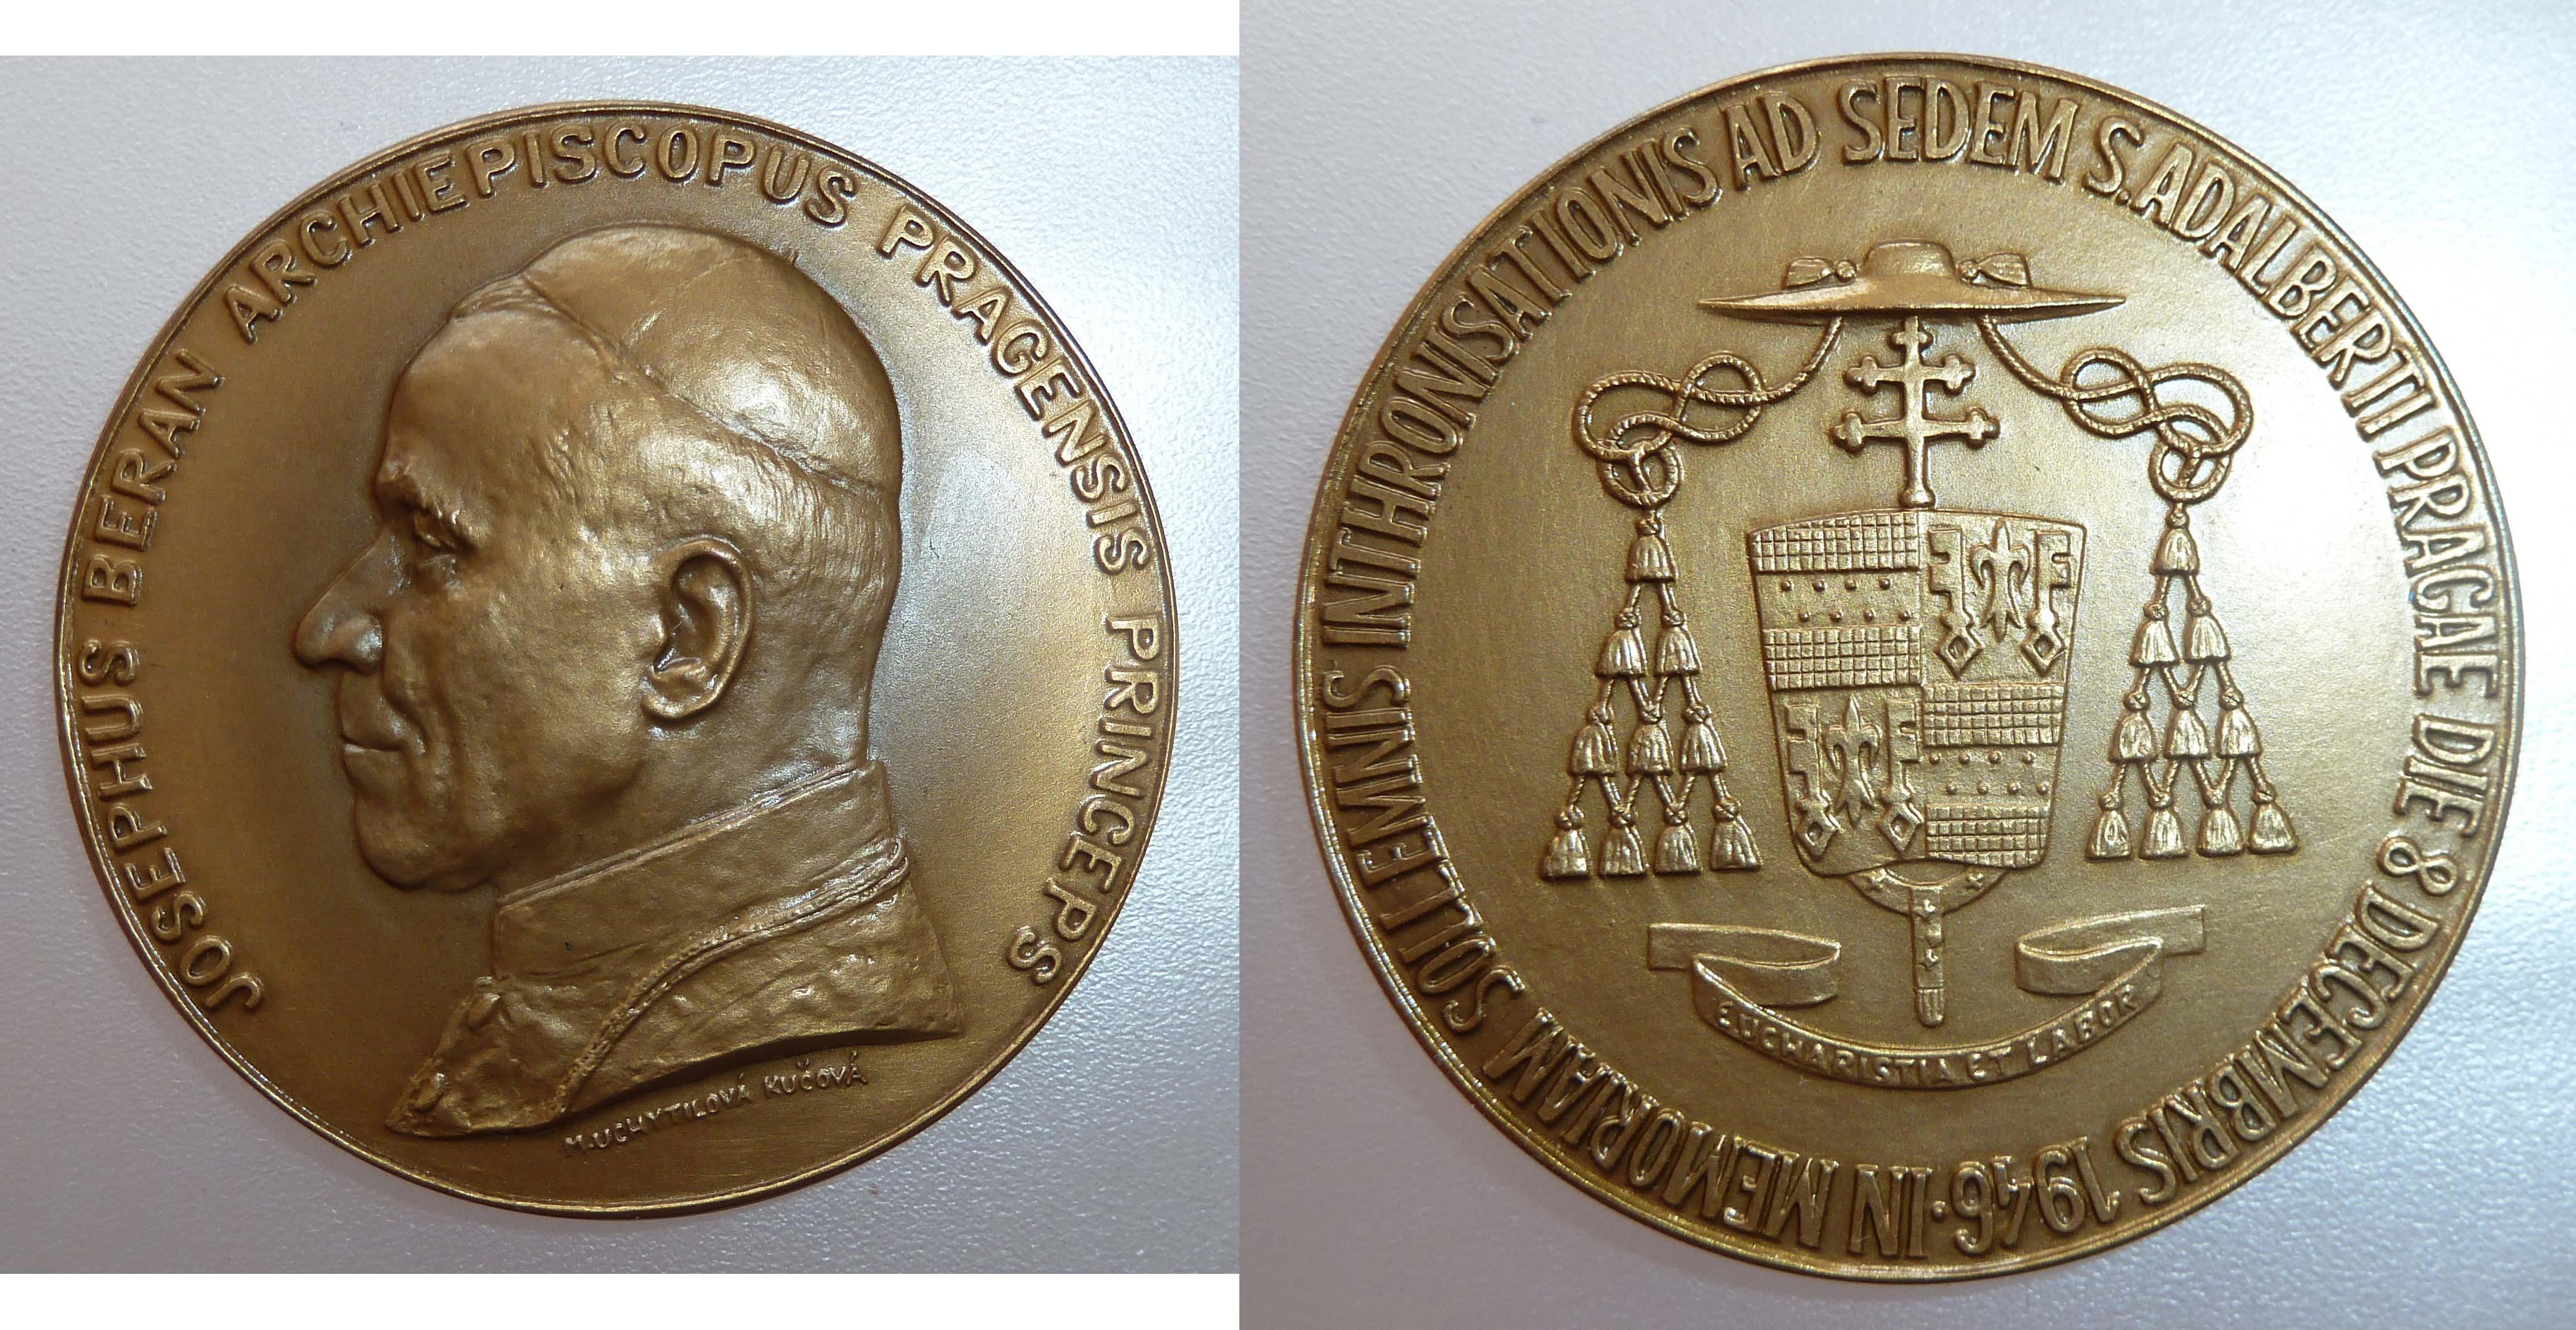 JOSEPHUS BERAN ARCHIEPISCOPUS PRAGENSIS PRINCEPS
M. UCHYTILOVÁ KUČOVÁ
IN MEMORIAM SOLLEMNIS INTHRONISATIONIS AD SEDEM S. ADALBERTI PRAGAE DIE 8 DECEMBRIS 1946 ·
EUCHARISTIA ET LABOR